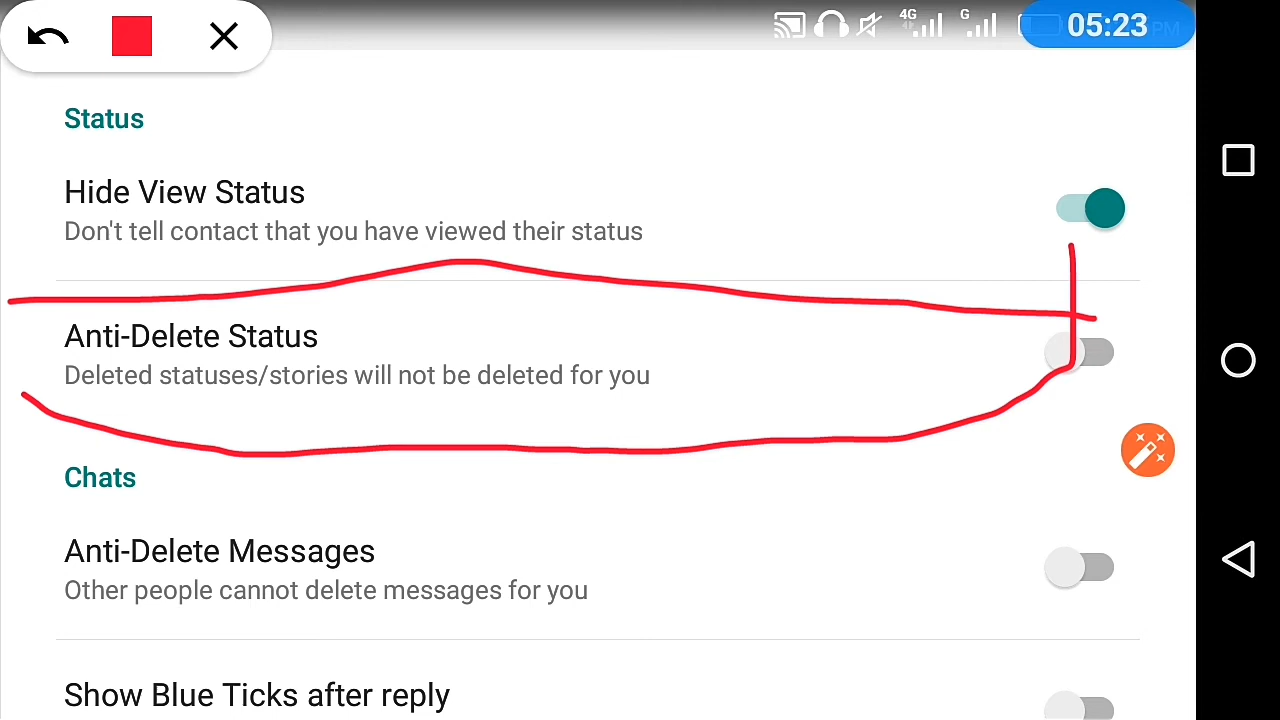 4G
G
05:23
PM
Status
Hide View Status
Don't tell contact that you have viewed their status
Anti-Delete Status
Deleted statuses/stories will not be deleted for you
Chats
Anti-Delete Messages
Other people cannot delete messages for you
Show Blue Ticks after reply